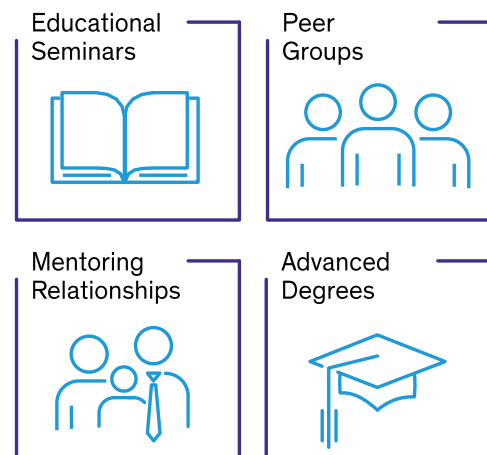 Educational
Seminars
Peer
Groups
Mentoring
Relationships
Advanced
Degrees